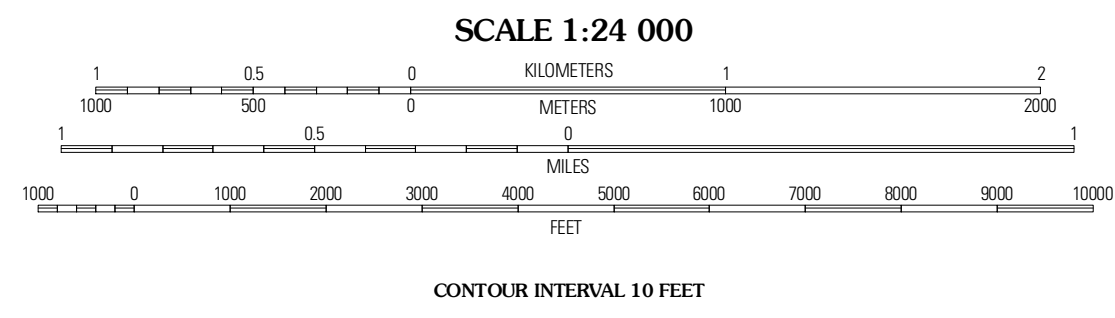 SCALE 1:24 000
1 0.5 0 KILOMETERS 1 2
1000 500 0 METERS 1000 2000
1 0.5 0 1
MILES
1000 0 1000 2000 3000 4000 5000 6000 7000 8000 9000 10000
FEET
CONTOUR INTERVAL 10 FEET